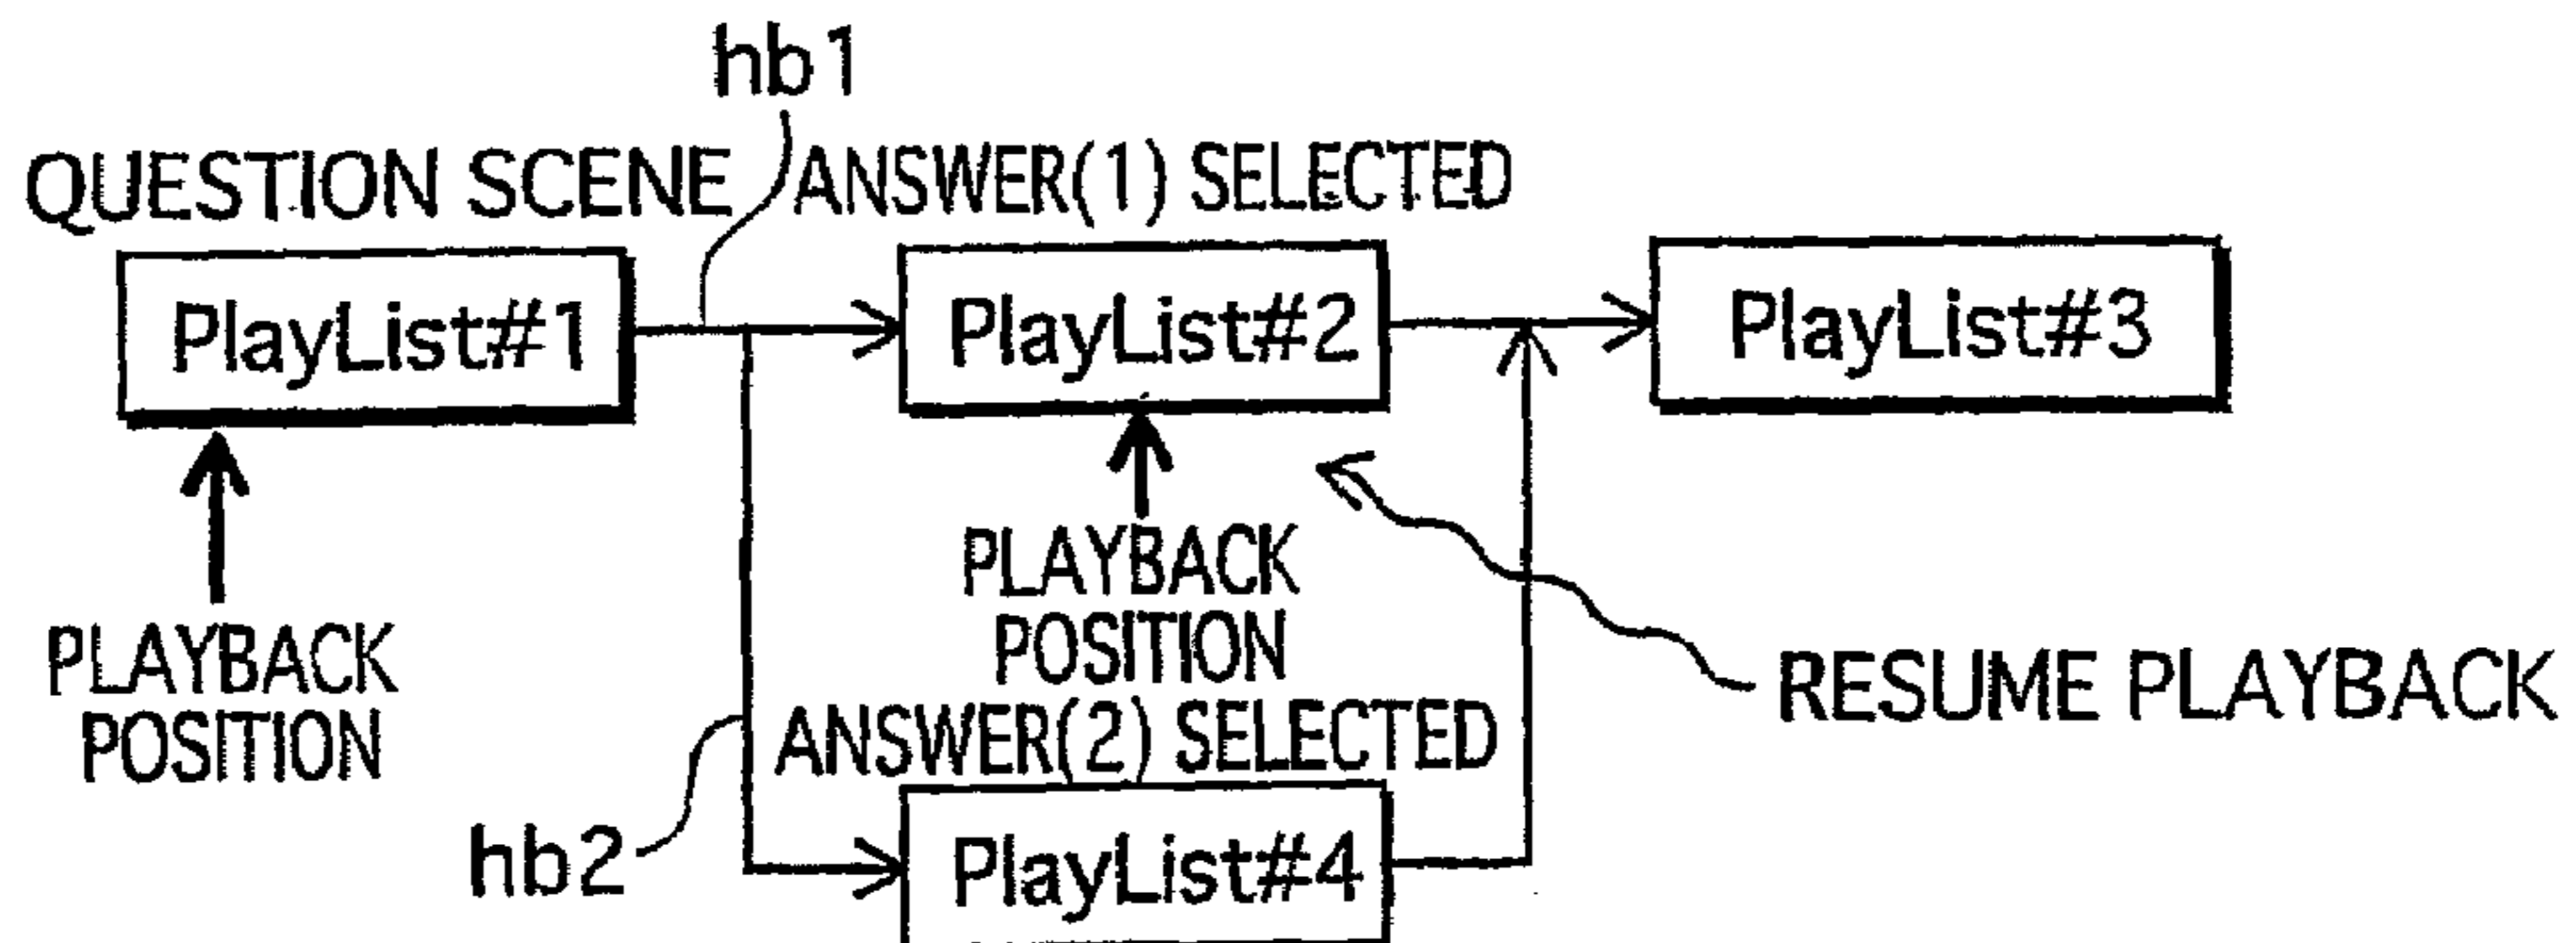 hb1
QUESTION SCENE
ANSWER(1) SELECTED
PlayList#1
PlayList#2
PlayList#3
PLAYBACK
POSITION
PLAYBACK
POSITION
RESUME PLAYBACK
ANSWER(2) SELECTED
hb2
PlayList#4